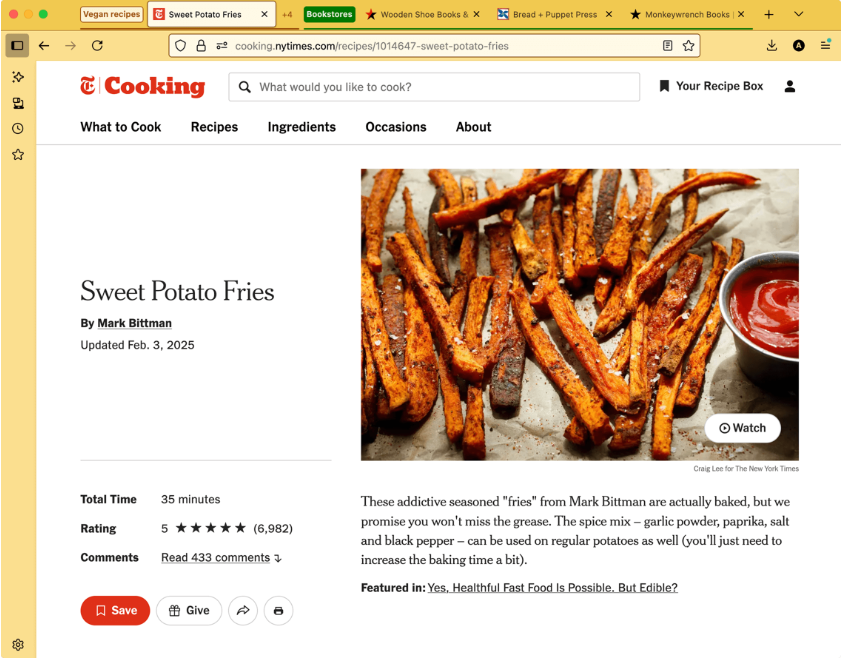 Vegan recipes
Sweet Potato Fries
+4
Bookstores
Wooden Shoe Books &
Bread + Puppet Press
Monkeywrench Books |
cooking.nytimes.com/recipes/1014647-sweet-potato-fries
A
T Cooking
What would you like to cook?
Your Recipe Box
What to Cook
Recipes
Ingredients
Occasions
About
Sweet Potato Fries
By Mark Bittman
Updated Feb. 3, 2025
Watch
Craig Lee for The New York Times
Total Time 35 minutes
Rating 5 ★★★★★ (6,982)
Comments Read 433 comments
Save
Give
These addictive seasoned "fries" from Mark Bittman are actually baked, but we
promise you won't miss the grease. The spice mix – garlic powder, paprika, salt
and black pepper – can be used on regular potatoes as well (you'll just need to
increase the baking time a bit).
Featured in: Yes, Healthful Fast Food Is Possible. But Edible?